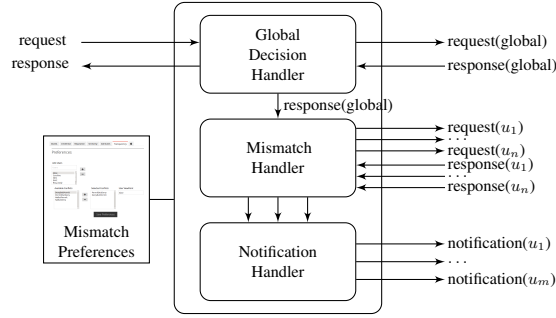 request
response
Global
Decision
Handler
request(global)
response(global)
response(global)
Mismatch
Handler
request(u₁)
...
request(uₙ)
response(u₁)
...
response(uₙ)
Preferences
Mismatch
Preferences
Notification
Handler
notification(u₁)
...
notification(uₘ)